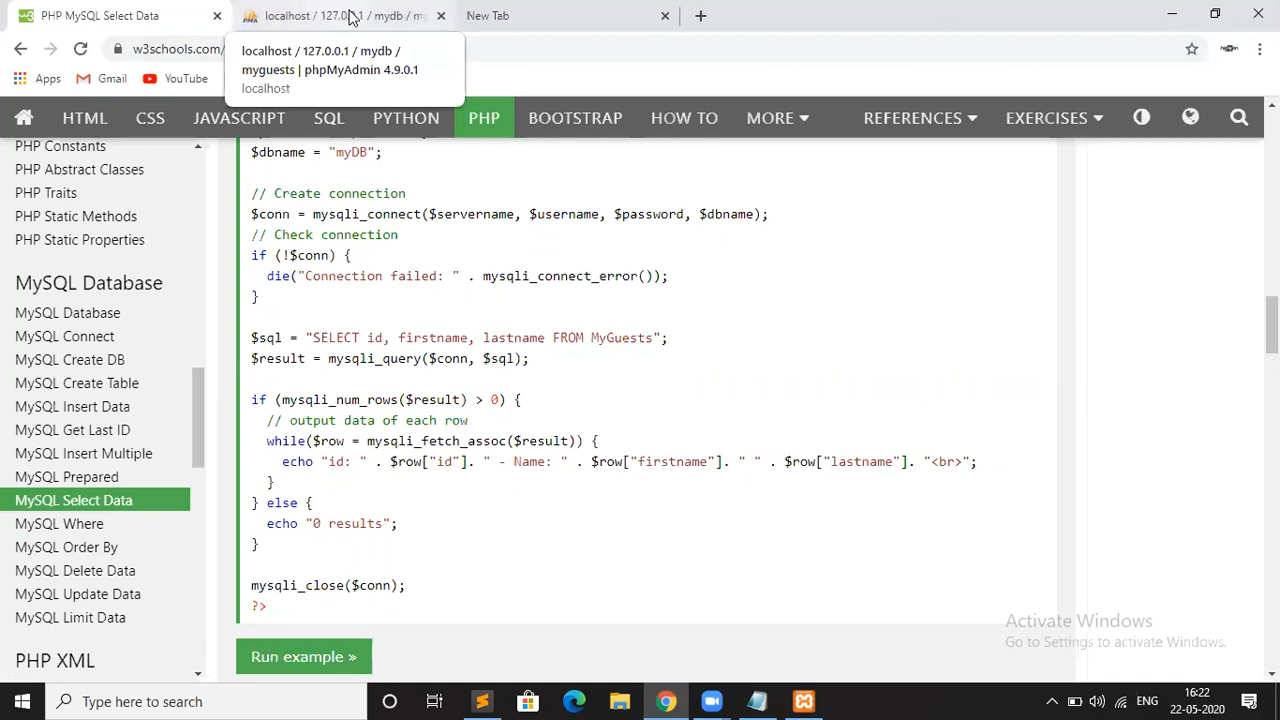 PHP MySQL Select Data
localhost / 127.0.0.1 / mydb / m
New Tab
w3schools.com/
localhost / 127.0.0.1 / mydb /
myguests | phpMyAdmin 4.9.0.1
localhost
Apps
Gmail
YouTube
HTML
CSS
JAVASCRIPT
SQL
PYTHON
PHP
BOOTSTRAP
HOW TO
MORE
REFERENCES
EXERCISES
PHP Constants
PHP Abstract Classes
PHP Traits
PHP Static Methods
PHP Static Properties
MySQL Database
MySQL Database
MySQL Connect
MySQL Create DB
MySQL Create Table
MySQL Insert Data
MySQL Get Last ID
MySQL Insert Multiple
MySQL Prepared
MySQL Select Data
MySQL Where
MySQL Order By
MySQL Delete Data
MySQL Update Data
MySQL Limit Data
PHP XML
$dbname = "myDB";
// Create connection
$conn = mysqli_connect($servername, $username, $password, $dbname);
// Check connection
if (!$conn) {
die("Connection failed: " . mysqli_connect_error());
}
$sql = "SELECT id, firstname, lastname FROM MyGuests";
$result = mysqli_query($conn, $sql);
if (mysqli_num_rows($result) > 0) {
// output data of each row
while($row = mysqli_fetch_assoc($result)) {
echo "id: " . $row["id"]. " - Name: " . $row["firstname"]. " " . $row["lastname"]. "<br>";
}
} else {
echo "0 results";
}
mysqli_close($conn);
?>
Run example »
Activate Windows
Go to Settings to activate Windows.
Type here to search
ENG
16:22
22-05-2020